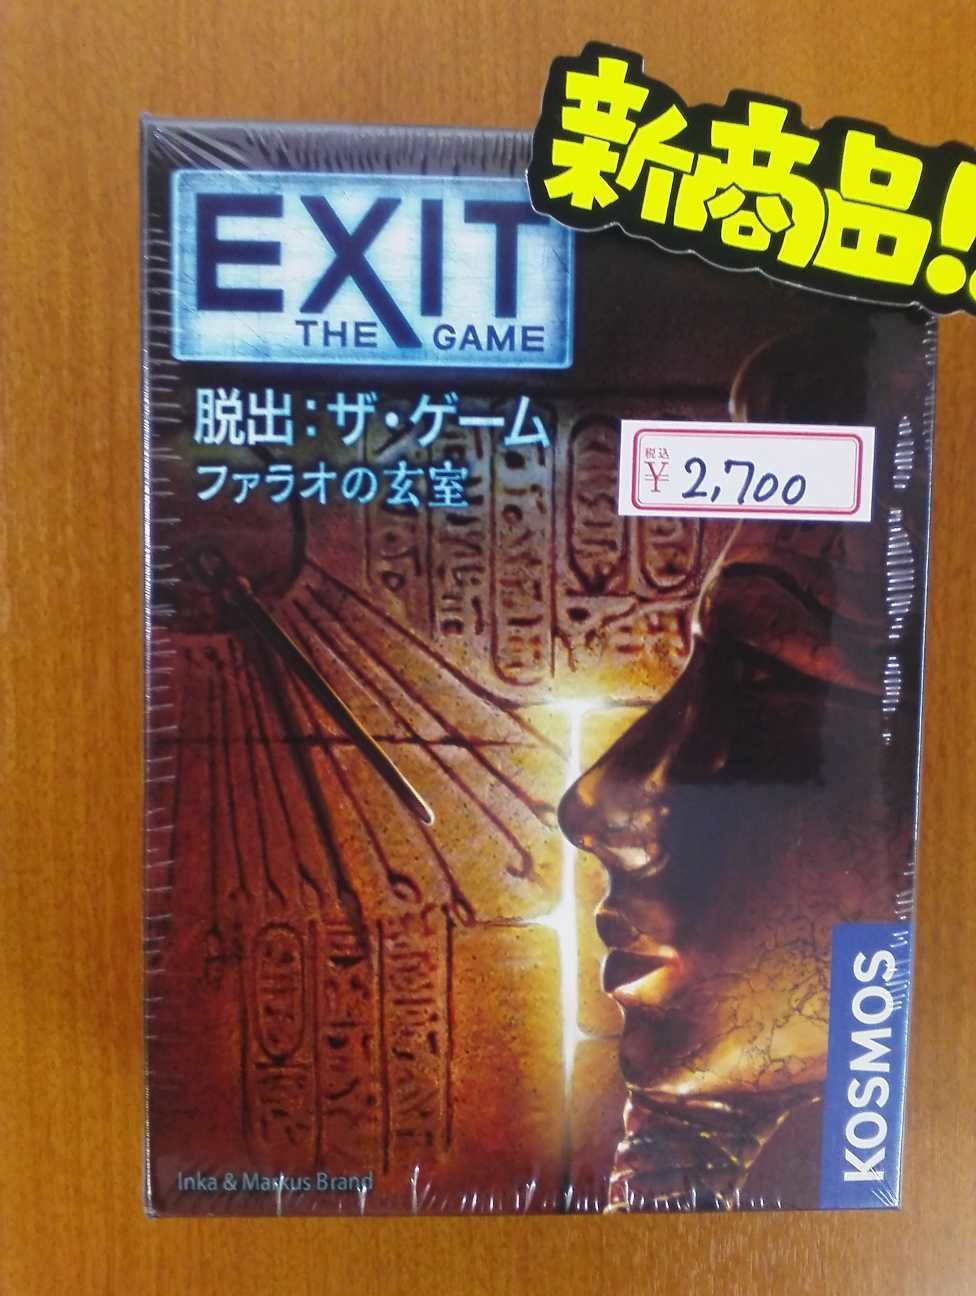 新商品!!
EXIT
THE GAME
脱出:ザ・ゲーム
ファラオの玄室
税込
¥ 2,700
KOSMOS
Inka & Markus Brand